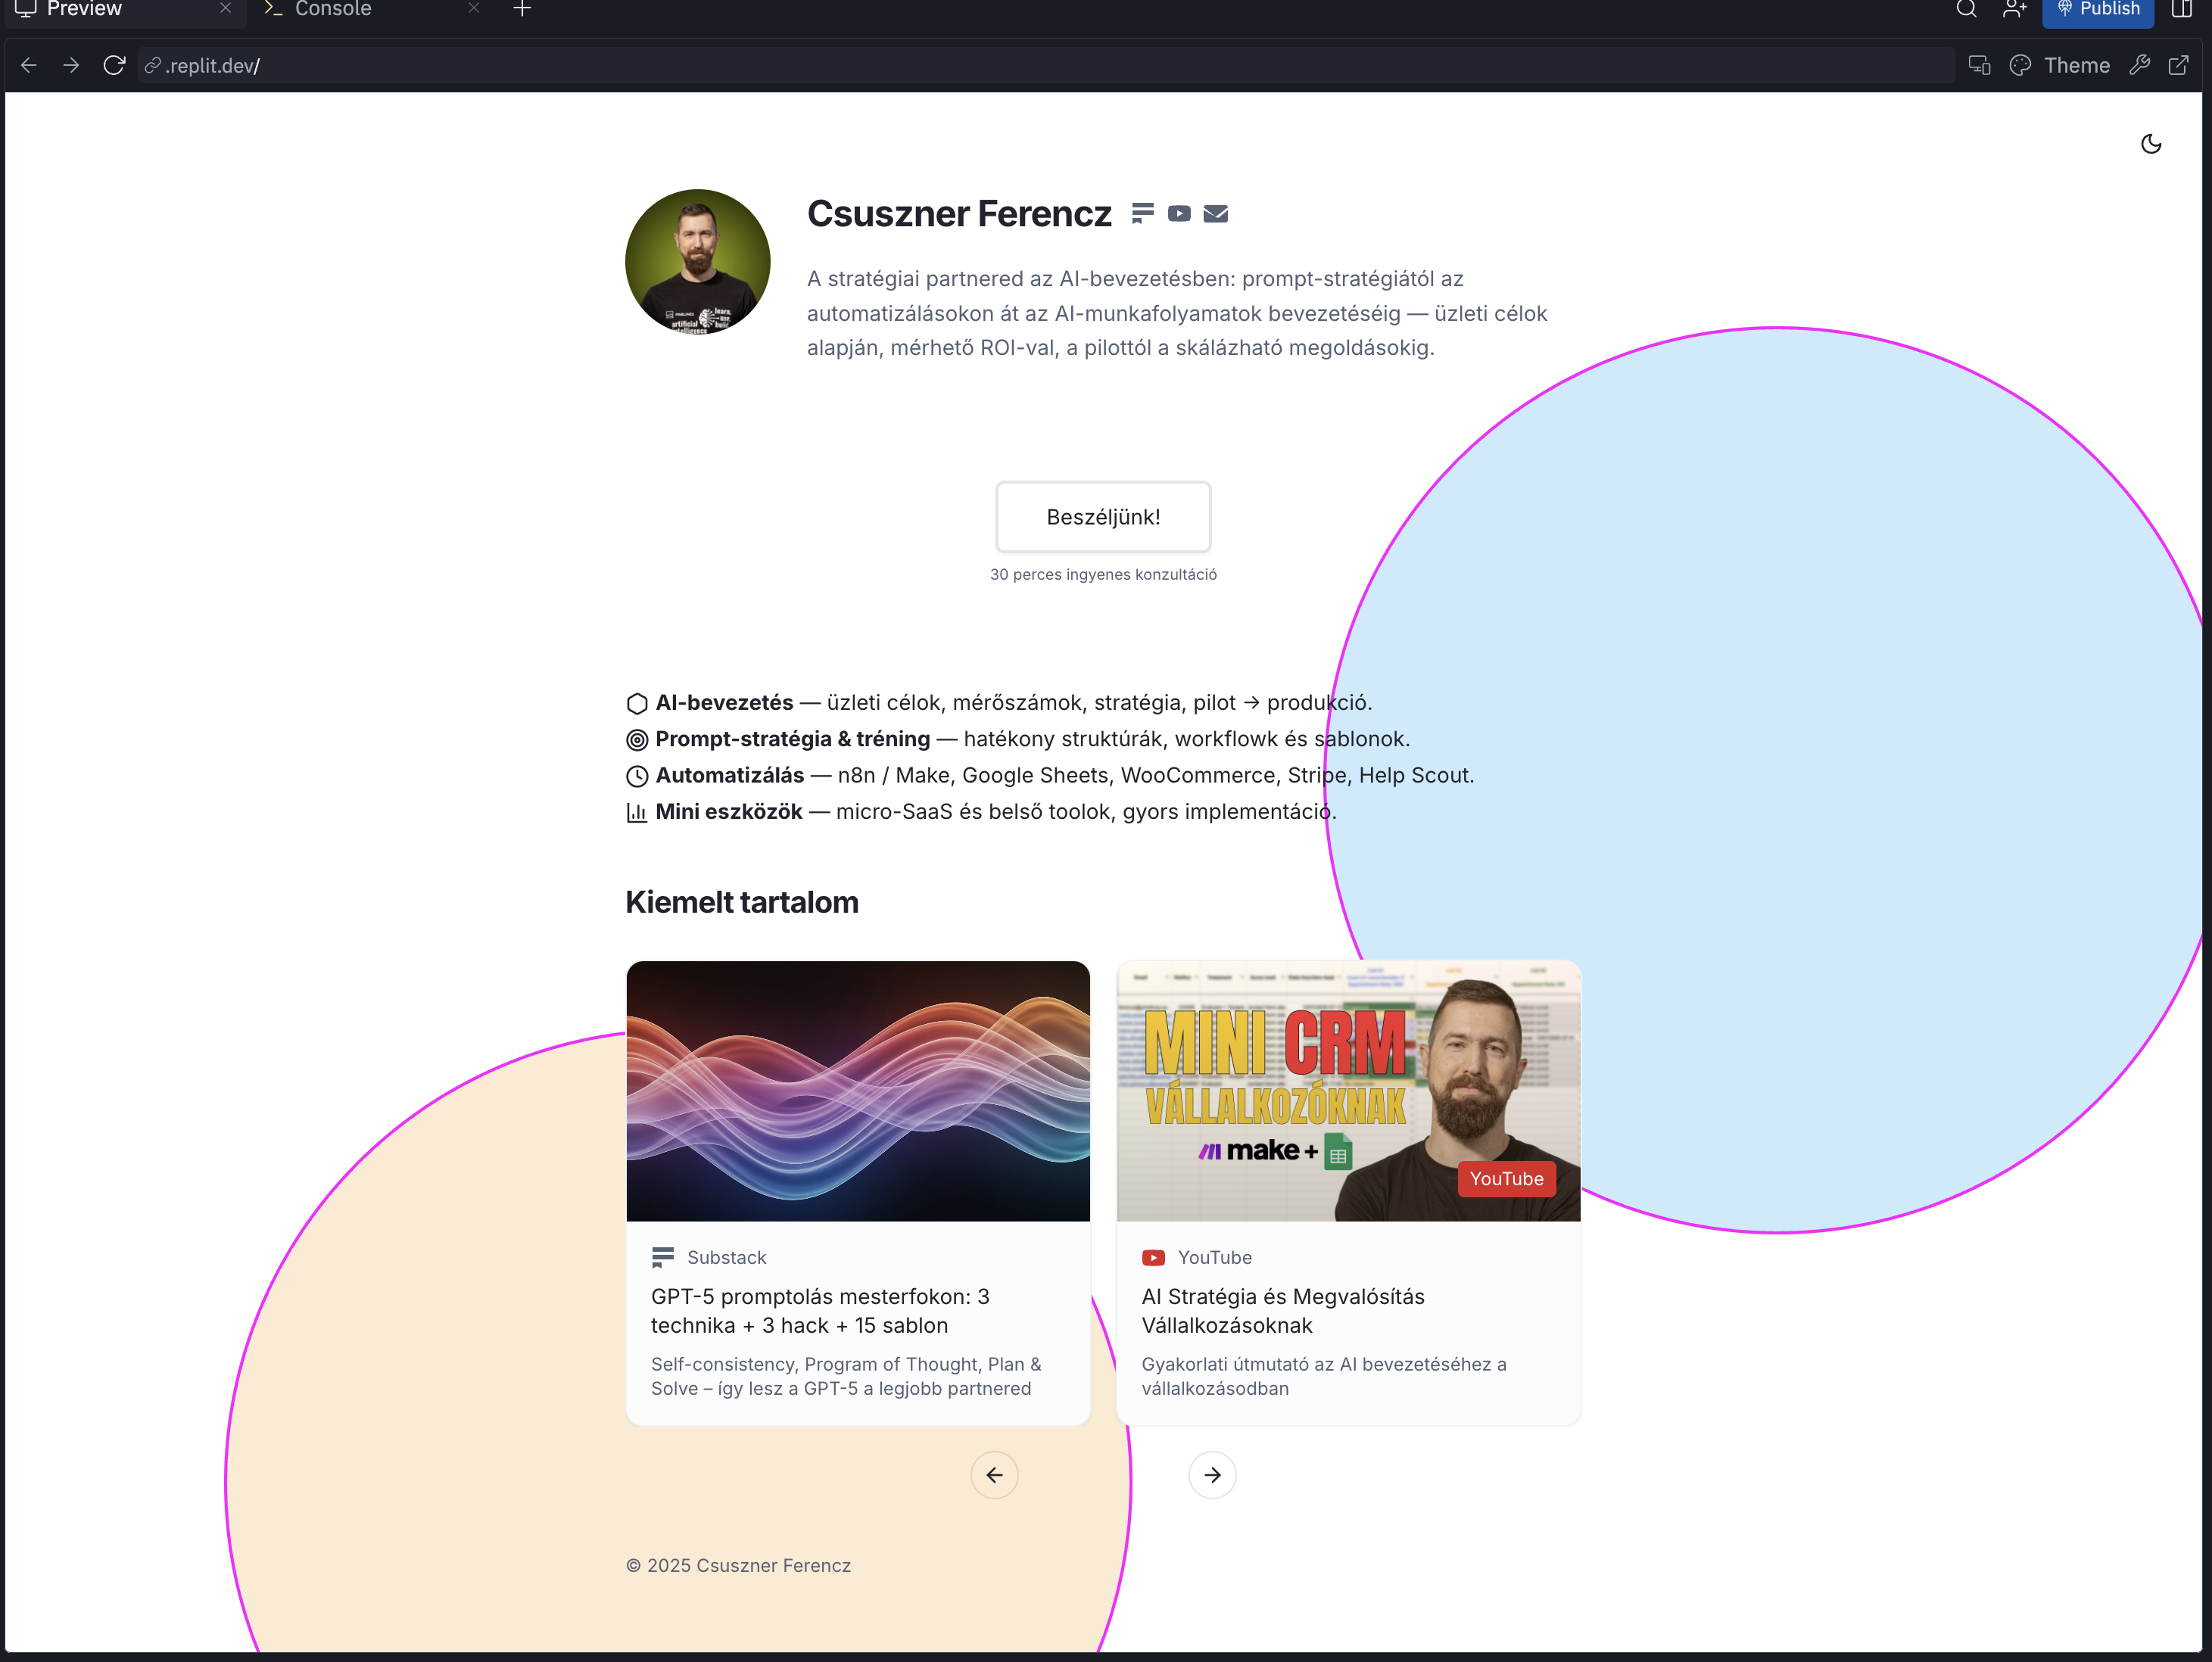 Preview
Console
Publish
.replit.dev/
Theme
Csuszner Ferencz
A stratégiai partnered az AI-bevezetésben: prompt-stratégiától az
automatizálásokon át az AI-munkafolyamatok bevezetéséig — üzleti célok
alapján, mérhető ROI-val, a pilottól a skálázható megoldásokig.
Beszéljünk!
30 perces ingyenes konzultáció
AI-bevezetés — üzleti célok, mérőszámok, stratégia, pilot → produkció.
Prompt-stratégia & tréning — hatékony struktúrák, workflowk és sablonok.
Automatizálás — n8n / Make, Google Sheets, WooCommerce, Stripe, Help Scout.
Mini eszközök — micro-SaaS és belső toolok, gyors implementáció.
Kiemelt tartalom
MINI CRM
VÁLLALKOZÓKNAK
make +
YouTube
Substack
GPT-5 promptolás mesterfokon: 3
technika + 3 hack + 15 sablon
Self-consistency, Program of Thought, Plan &
Solve – így lesz a GPT-5 a legjobb partnered
YouTube
AI Stratégia és Megvalósítás
Vállalkozásoknak
Gyakorlati útmutató az AI bevezetéséhez a
vállalkozásodban
© 2025 Csuszner Ferencz